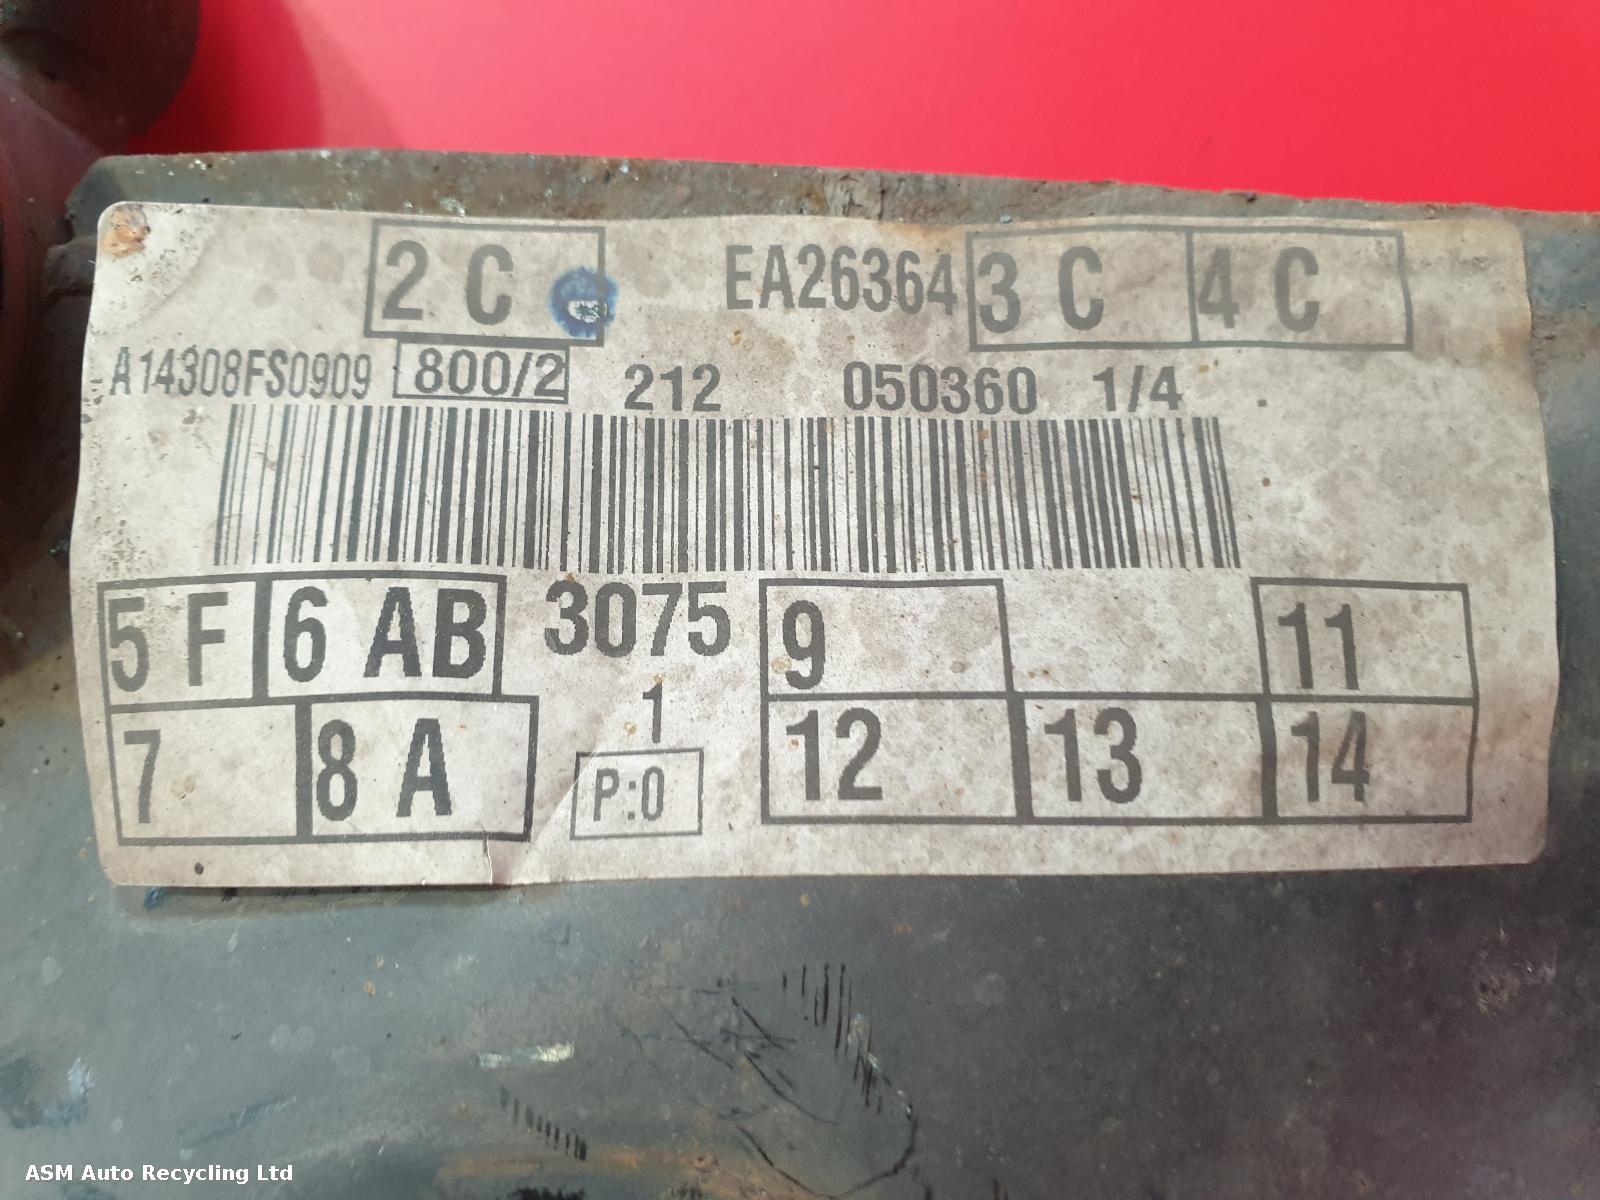 2 C EA26364 3 C 4 C
A14308FS0909 800/2 212 050360 1/4
5 F 6 AB 3075 9 11
1
7 8 A P:0 12 13 14
ASM Auto Recycling Ltd